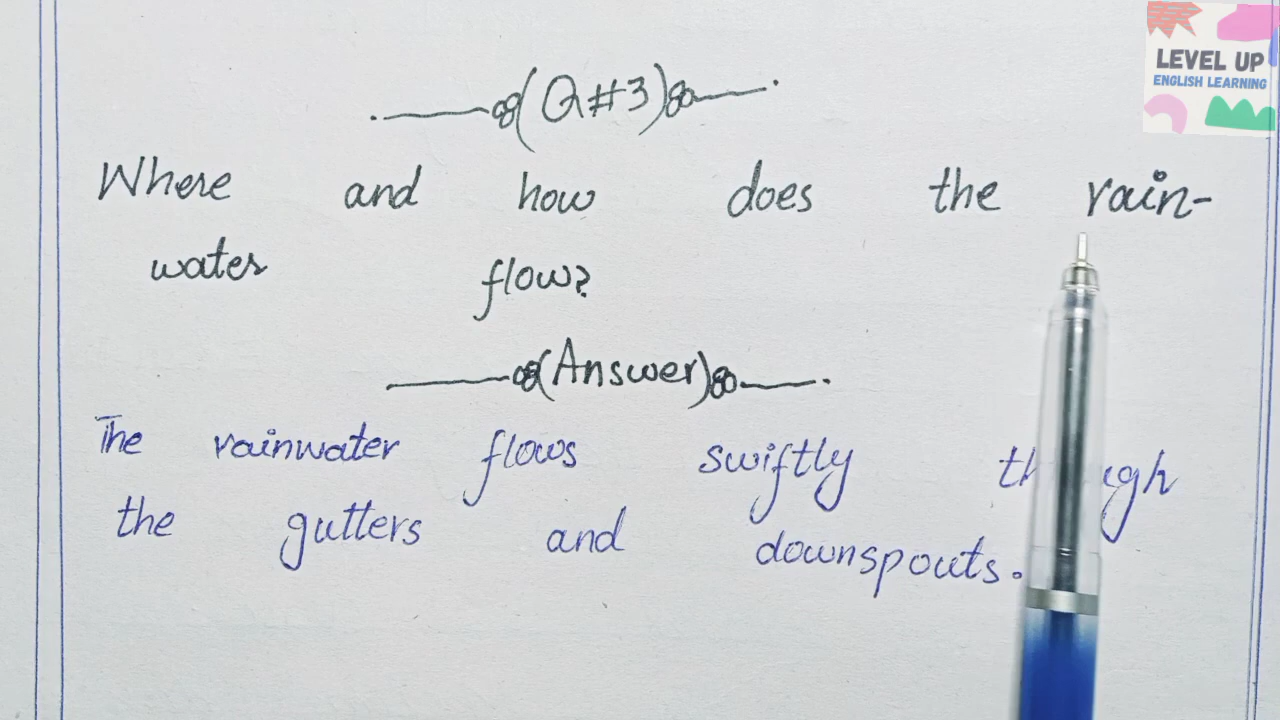 LEVEL UP
ENGLISH LEARNING
(Q#3)
Where and how does the rain-
water flow?
(Answer)
The rainwater flows swiftly
the gutters and downspouts.